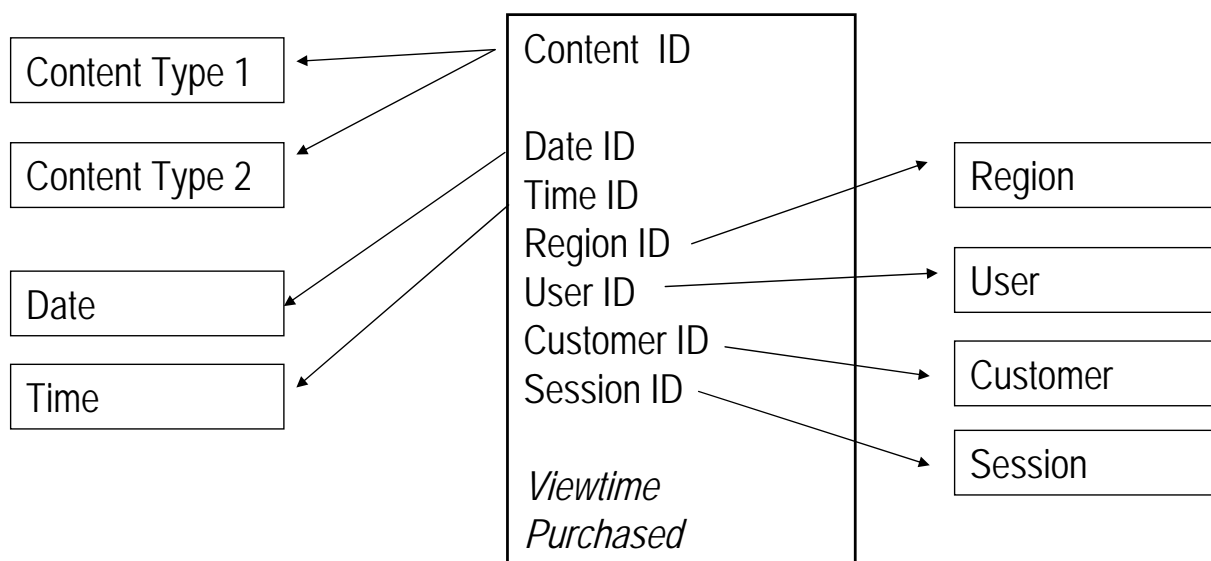 Content Type 1
Content Type 2
Date
Time
Content ID
Date ID
Time ID
Region ID
User ID
Customer ID
Session ID
Viewtime
Purchased
Region
User
Customer
Session